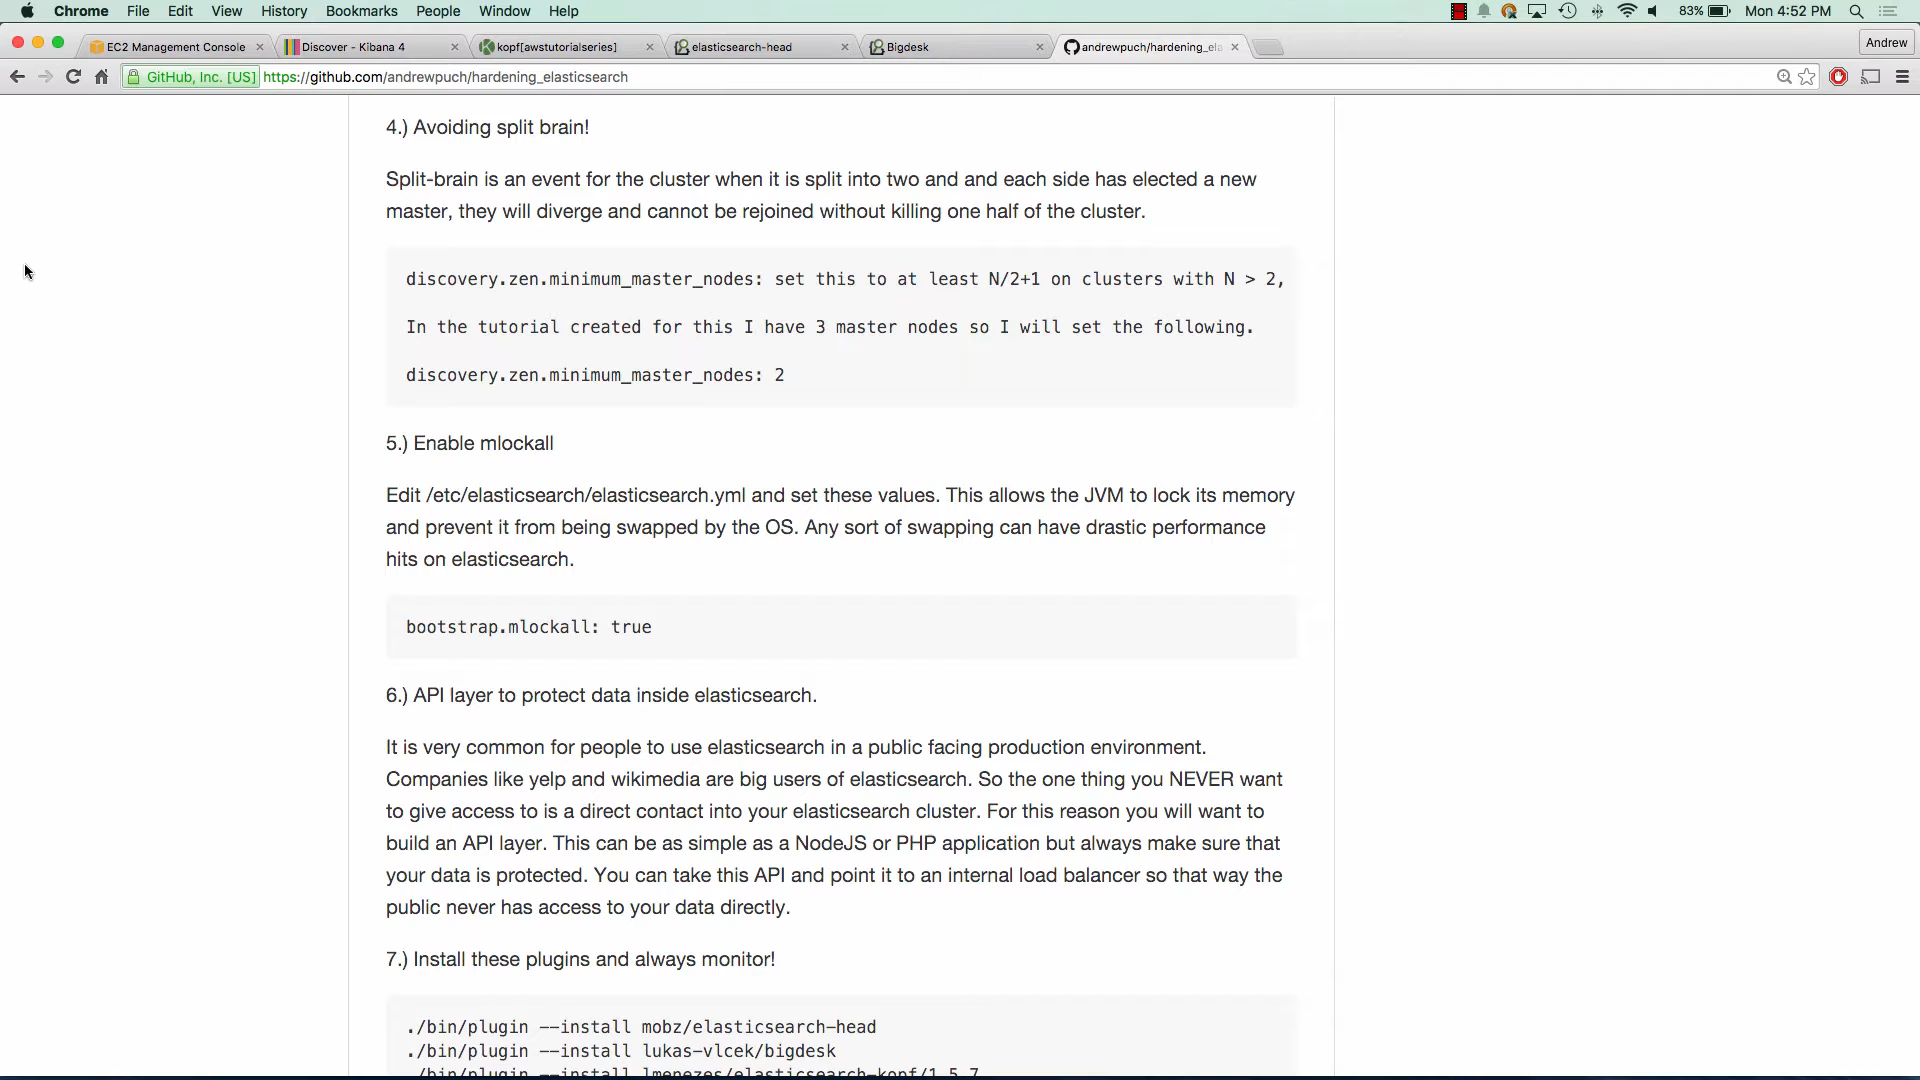 Chrome File Edit View History Bookmarks People Window Help 83% Mon 4:52 PM
EC2 Management Console Discover - Kibana 4 kopf[awstutorialseries] elasticsearch-head Bigdesk andrewpuch/hardening_ela Andrew
GitHub, Inc. [US] https://github.com/andrewpuch/hardening_elasticsearch
4.) Avoiding split brain!
Split-brain is an event for the cluster when it is split into two and and each side has elected a new
master, they will diverge and cannot be rejoined without killing one half of the cluster.
discovery.zen.minimum_master_nodes: set this to at least N/2+1 on clusters with N > 2,
In the tutorial created for this I have 3 master nodes so I will set the following.
discovery.zen.minimum_master_nodes: 2
5.) Enable mlockall
Edit /etc/elasticsearch/elasticsearch.yml and set these values. This allows the JVM to lock its memory
and prevent it from being swapped by the OS. Any sort of swapping can have drastic performance
hits on elasticsearch.
bootstrap.mlockall: true
6.) API layer to protect data inside elasticsearch.
It is very common for people to use elasticsearch in a public facing production environment.
Companies like yelp and wikimedia are big users of elasticsearch. So the one thing you NEVER want
to give access to is a direct contact into your elasticsearch cluster. For this reason you will want to
build an API layer. This can be as simple as a NodeJS or PHP application but always make sure that
your data is protected. You can take this API and point it to an internal load balancer so that way the
public never has access to your data directly.
7.) Install these plugins and always monitor!
./bin/plugin --install mobz/elasticsearch-head
./bin/plugin --install lukas-vlcek/bigdesk
./bin/plugin --install lmenezes/elasticsearch-kopf/1.5.7